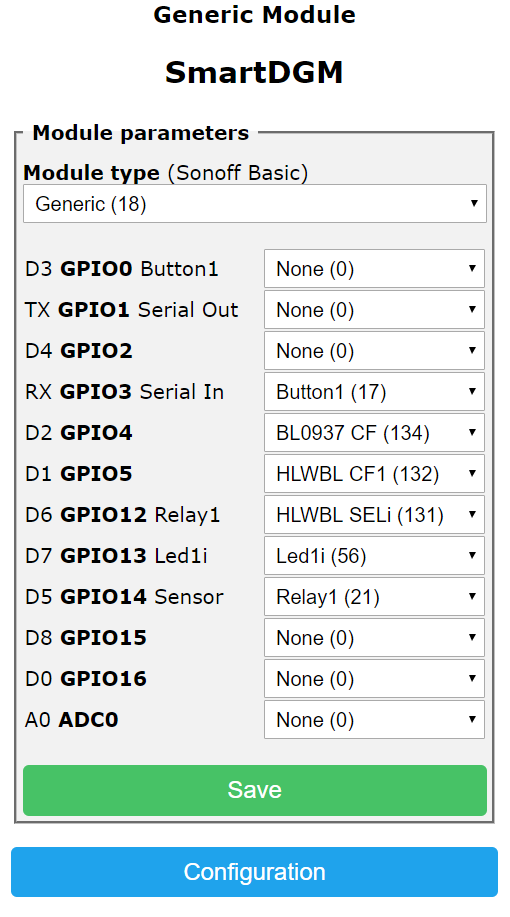 Generic Module
SmartDGM
Module parameters
Module type (Sonoff Basic)
Generic (18)
D3 GPIO0 Button1 None (0)
TX GPIO1 Serial Out None (0)
D4 GPIO2 None (0)
RX GPIO3 Serial In Button1 (17)
D2 GPIO4 BL0937 CF (134)
D1 GPIO5 HLWBL CF1 (132)
D6 GPIO12 Relay1 HLWBL SELi (131)
D7 GPIO13 Led1i Led1i (56)
D5 GPIO14 Sensor Relay1 (21)
D8 GPIO15 None (0)
D0 GPIO16 None (0)
A0 ADC0 None (0)
Save
Configuration